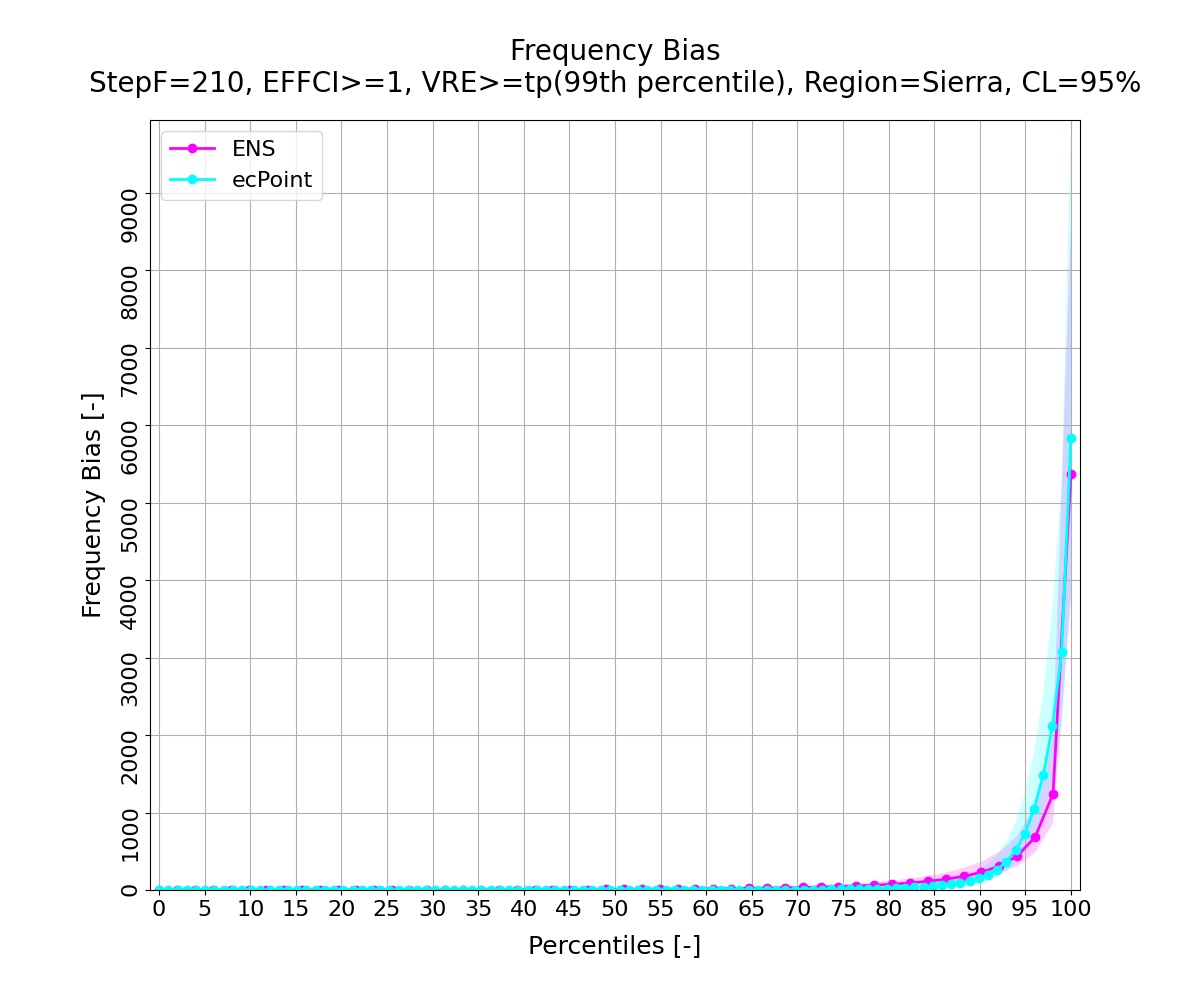 Frequency Bias
StepF=210, EFFCI>=1, VRE>=tp(99th percentile), Region=Sierra, CL=95%
ENS
ecPoint
9000
8000
7000
6000
5000
4000
3000
2000
1000
0
Frequency Bias [-]
0 5 10 15 20 25 30 35 40 45 50 55 60 65 70 75 80 85 90 95 100
Percentiles [-]